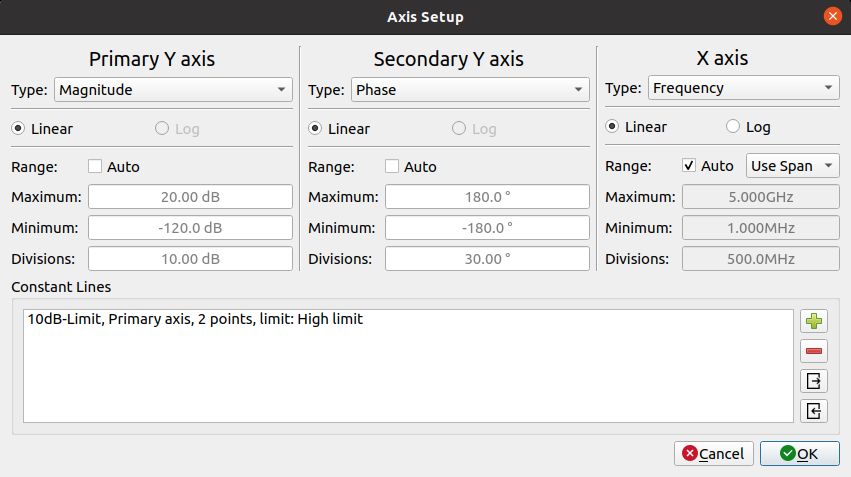 Axis Setup
Primary Y axis
Type: Magnitude
Linear Log
Range: Auto
Maximum: 20.00 dB
Minimum: -120.0 dB
Divisions: 10.00 dB
Secondary Y axis
Type: Phase
Linear Log
Range: Auto
Maximum: 180.0 °
Minimum: -180.0 °
Divisions: 30.00 °
X axis
Type: Frequency
Linear Log
Range: Auto Use Span
Maximum: 5.000GHz
Minimum: 1.000MHz
Divisions: 500.0MHz
Constant Lines
10dB-Limit, Primary axis, 2 points, limit: High limit
Cancel OK